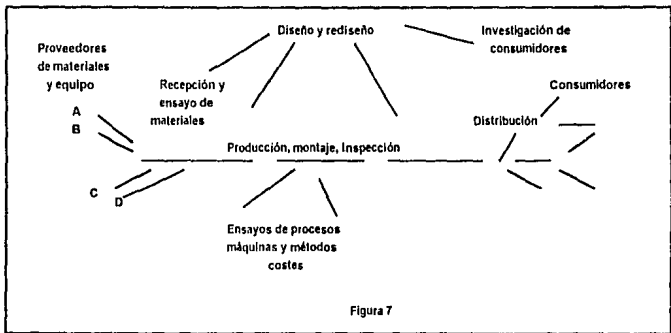 Diseño y rediseño
Investigación de
consumidores
Proveedores
de materiales
y equipo
Recepción y
ensayo de
materiales
Consumidores
A
B
Distribución
Producción, montaje, Inspección
C
D
Ensayos de procesos
máquinas y métodos
costes
Figura 7